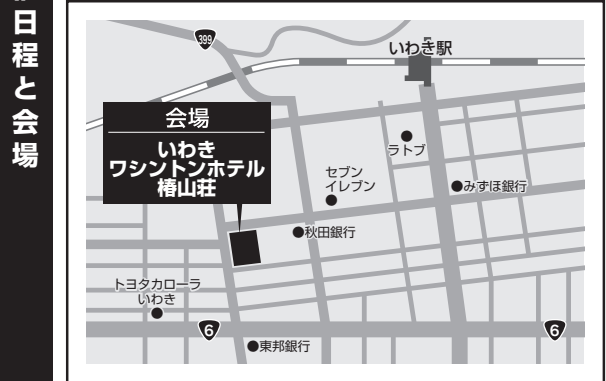 日程と会場
399
いわき駅
会場
いわき
ワシントンホテル
椿山荘
ラトブ
セブン
イレブン
みずほ銀行
秋田銀行
トヨタカローラ
いわき
6
6
東邦銀行